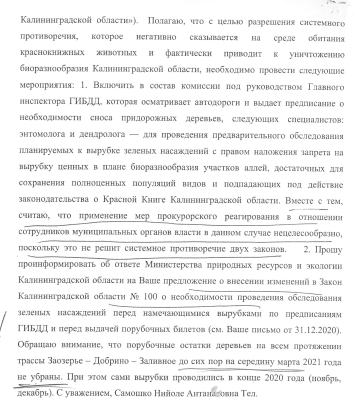 Калининградской области»). Полагаю, что с целью разрешения системного
противоречия, которое негативно сказывается на среде обитания
краснокнижных животных и фактически приводит к уничтожению
биоразнообразия Калининградской области, необходимо провести следующие
мероприятия: 1. Включить в состав комиссии под руководством Главного
инспектора ГИБДД, которая осматривает автодороги и выдает предписание о
необходимости сноса придорожных деревьев, следующих специалистов:
энтомолога и дендролога — для проведения предварительного обследования
планируемых к вырубке зеленых насаждений с правом наложения запрета на
вырубку ценных в плане биоразнообразия участков аллей, достаточных для
сохранения полноценных популяций видов и подпадающих под действие
законодательства о Красной Книге Калининградской области. Вместе с тем,
считаю, что применение мер прокурорского реагирования в отношении
сотрудников муниципальных органов власти в данном случае нецелесообразно,
поскольку это не решит системное противоречие двух законов. 2. Прошу
проинформировать об ответе Министерства природных ресурсов и экологии
Калининградской области на Ваше предложение о внесении изменений в Закон
Калининградской области № 100 о необходимости проведения обследования
зеленых насаждений перед намечающимися вырубками по предписаниям
ГИБДД и перед выдачей порубочных билетов (см. Ваше письмо от 31.12.2020).
Обращаю внимание, что порубочные остатки деревьев на всем протяжении
трассы Заозерье – Добрино – Заливное до сих пор на середину марта 2021 года
не убраны. При этом сами вырубки проводились в конце 2020 года (ноябрь,
декабрь). С уважением, Самошко Нийоле Антанасовна Тел.